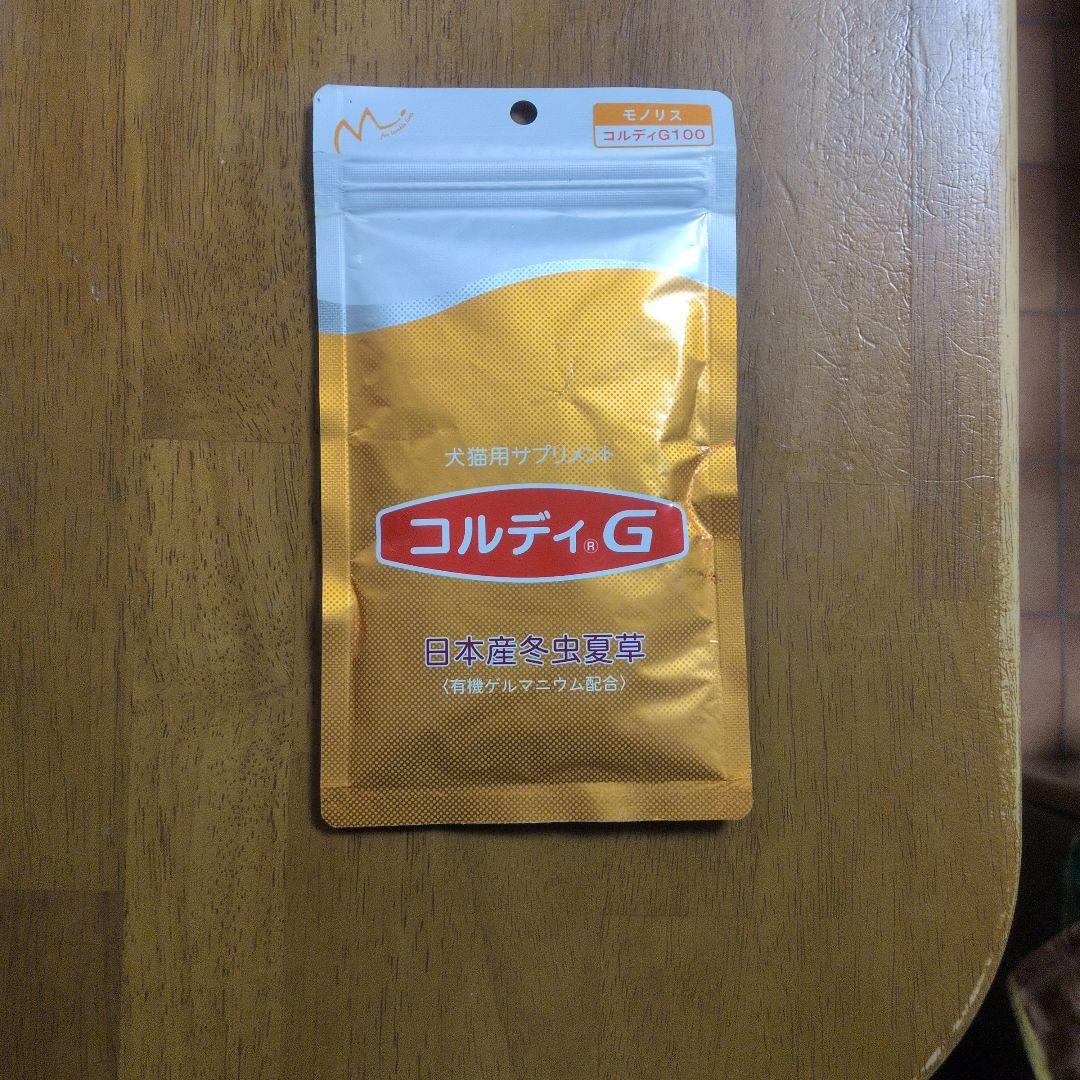 モノリス
コルディG100
犬猫用サプリメント
コルディ®G
日本産冬虫夏草
〈有機ゲルマニウム配合〉